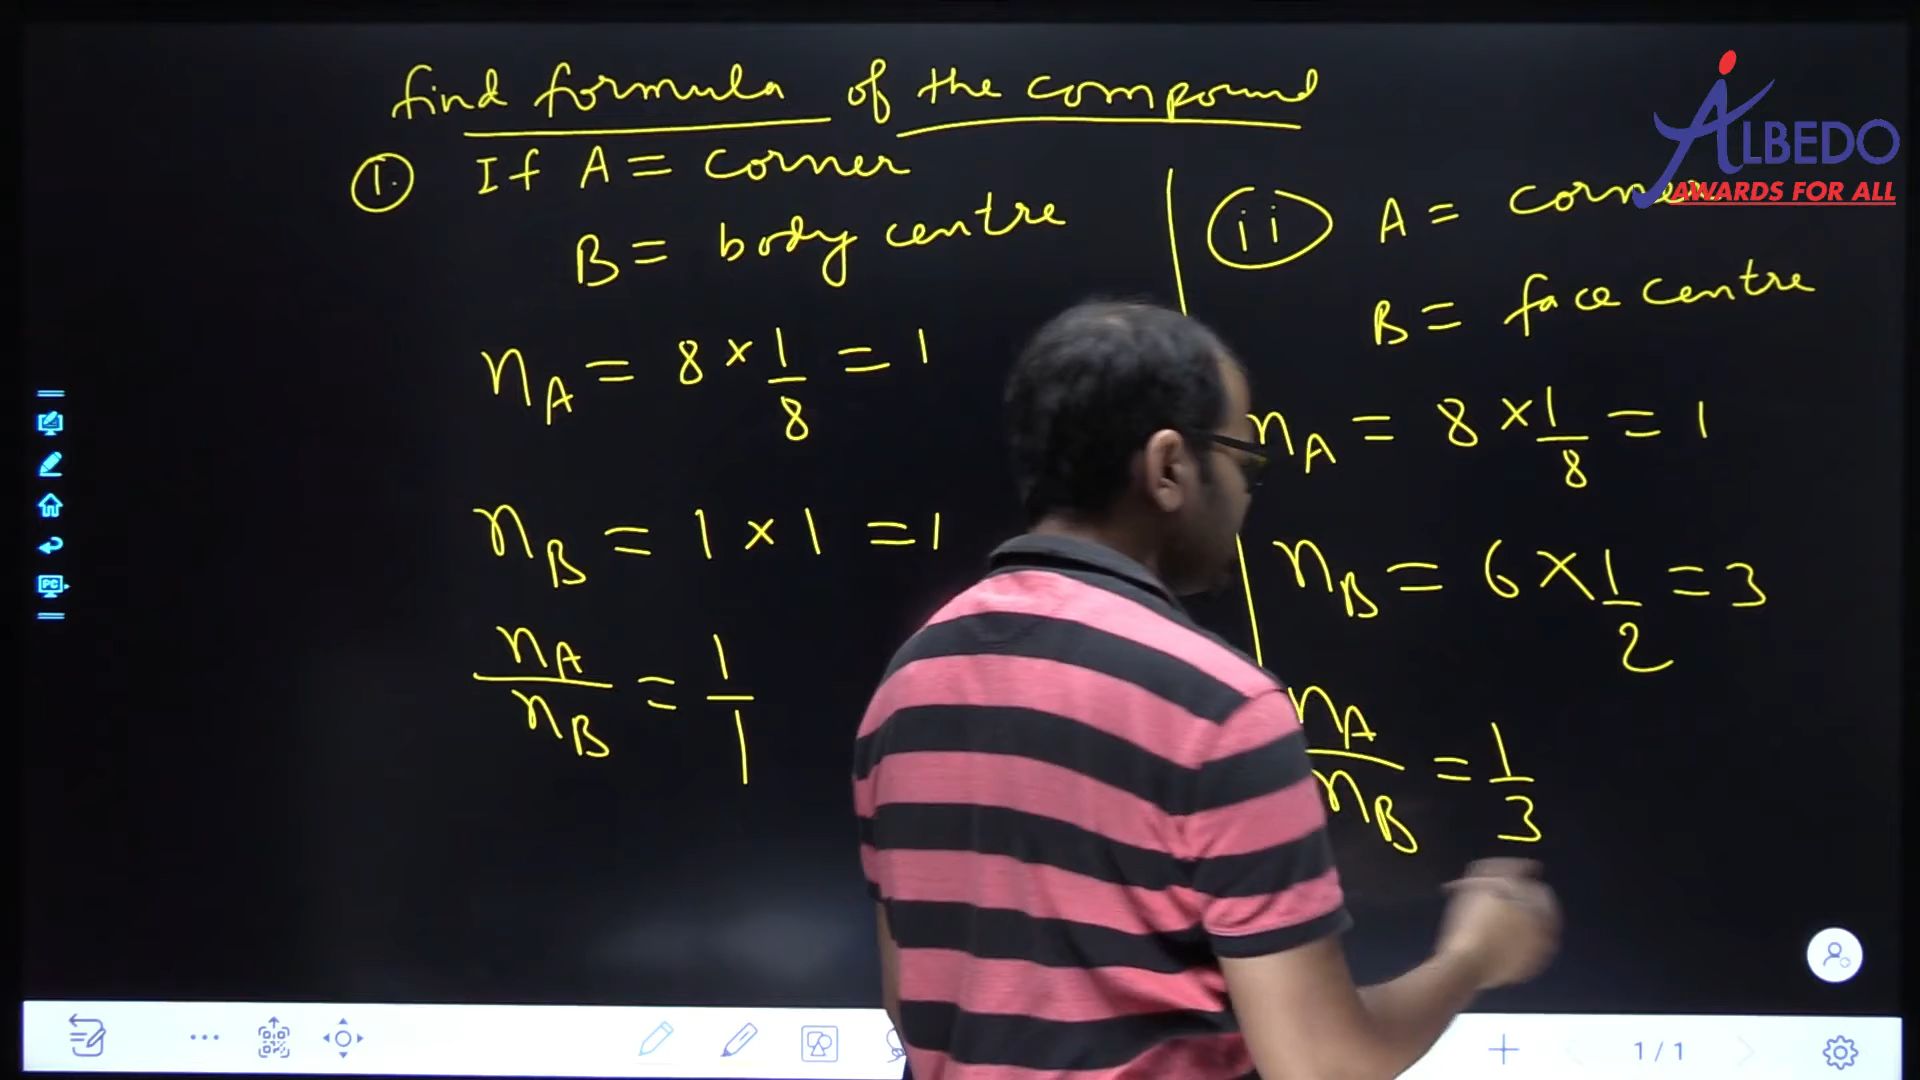 find formula of the compound
1. If A = corner
B = body centre
nA = 8 × 1/8 = 1
nB = 1 × 1 = 1
nA/nB = 1/1
ii A = corner
B = face centre
nA = 8 × 1/8 = 1
nB = 6 × 1/2 = 3
nA/nB = 1/3
ALBEDO
AWARDS FOR ALL
PC
1 / 1